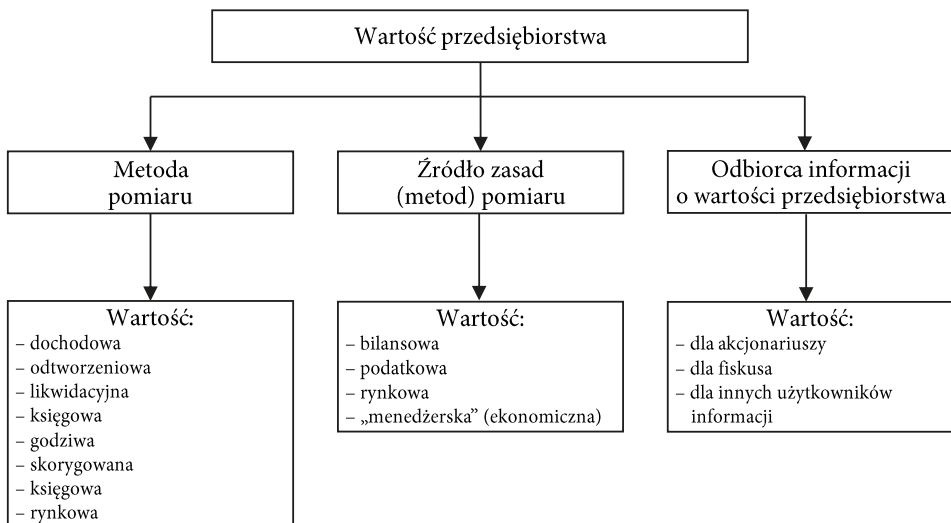 Wartość przedsiębiorstwa
Metoda
pomiaru
Źródło zasad
(metod) pomiaru
Odbiorca informacji
o wartości przedsiębiorstwa
Wartość:
– dochodowa
– odtworzeniowa
– likwidacyjna
– księgowa
– godziwa
– skorygowana
– księgowa
– rynkowa
Wartość:
– bilansowa
– podatkowa
– rynkowa
– „menedżerska” (ekonomiczna)
Wartość:
– dla akcjonariuszy
– dla fiskusa
– dla innych użytkowników
informacji